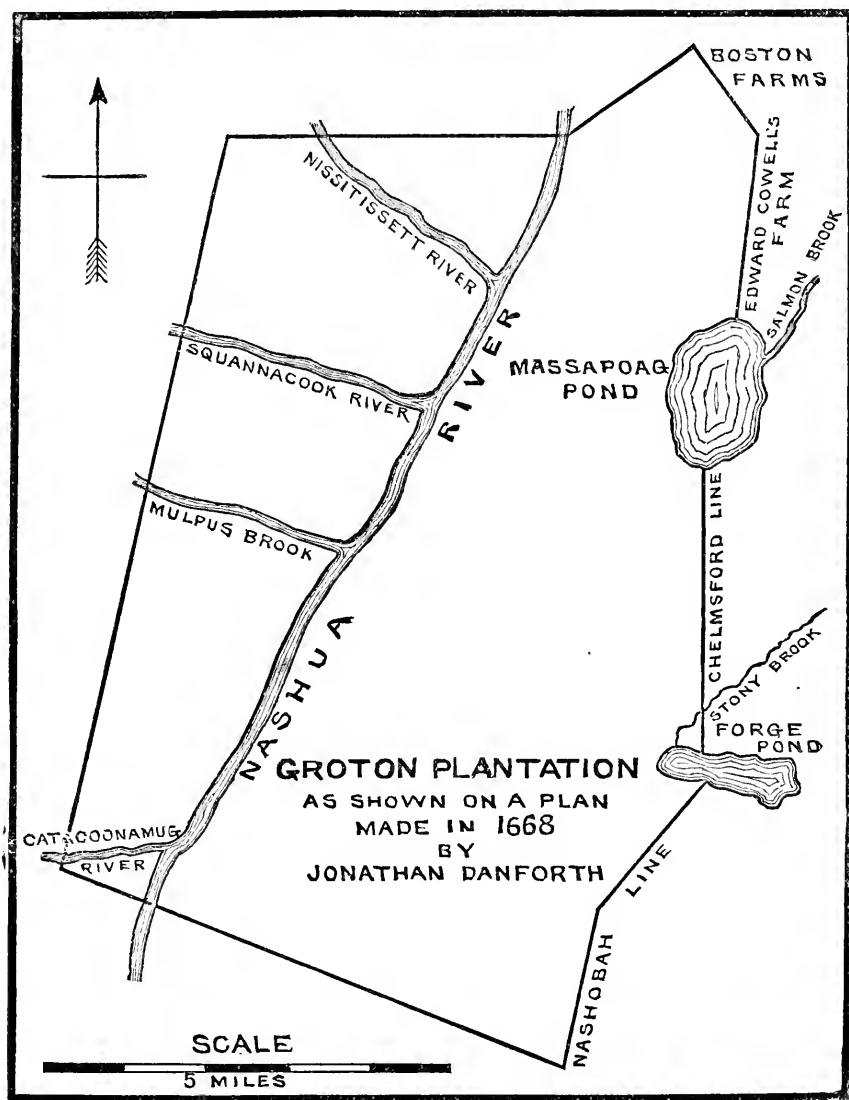 BOSTON
FARMS
NISSITISSETT RIVER
EDWARD COWELL'S
FARM
SALMON BROOK
SQUANNACOOK RIVER
MASSAPOAG
POND
MULPUS BROOK
NASHUA RIVER
CHELMSFORD LINE
STONY BROOK
FORGE
POND
GROTON PLANTATION
AS SHOWN ON A PLAN
MADE IN 1668
BY
JONATHAN DANFORTH
CATACOONAMUG
RIVER
NASHOBAH LINE
SCALE
5 MILES